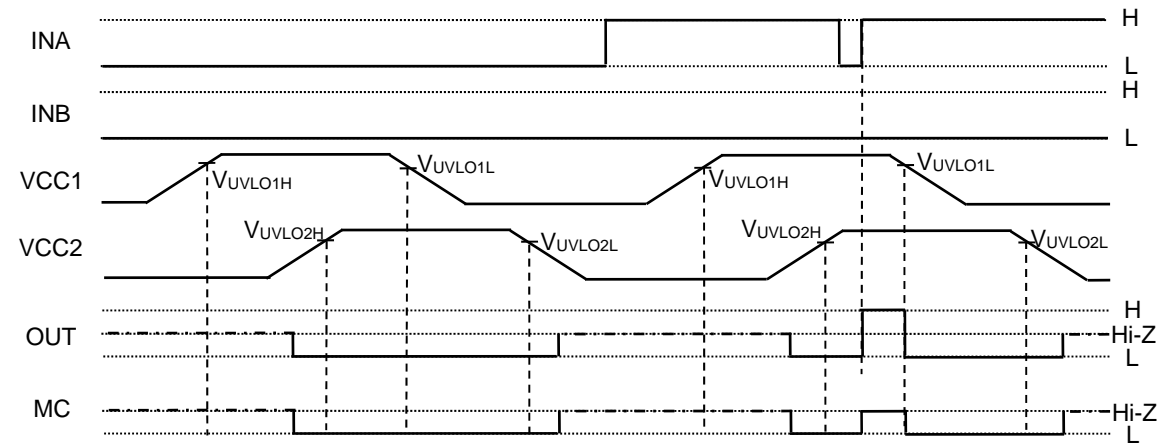 INA
H
L
INB
H
L
VCC1
VUVLO1H
VUVLO1L
VUVLO1H
VUVLO1L
VCC2
VUVLO2H
VUVLO2L
VUVLO2H
VUVLO2L
OUT
H
Hi-Z
L
MC
Hi-Z
L